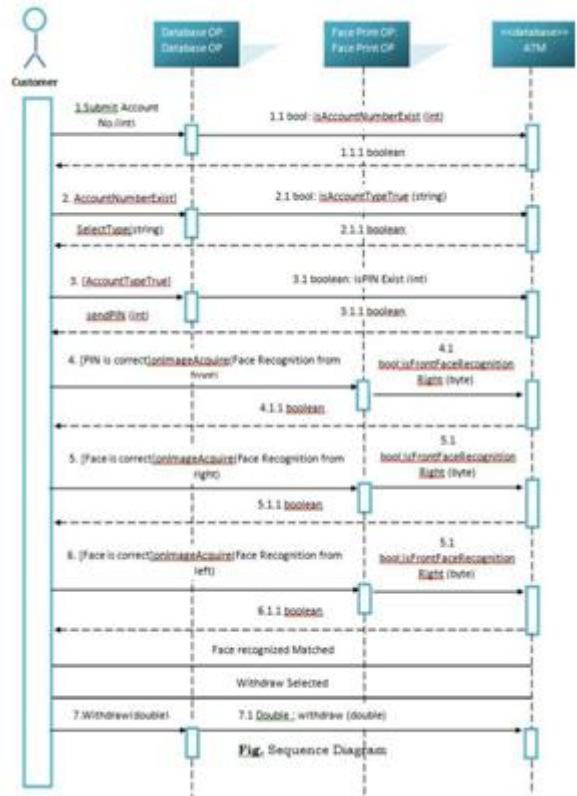 Database OP:
Database OP
Face Print OP:
Face Print OP
<<database>>
ATM
Customer
1.Submit Account
No.(int)
1.1 bool: isAccountNumberExist (int)
1.1.1 boolean
2. AccountNumberExist]
SelectType(string)
2.1 bool: isAccountTypeTrue (string)
2.1.1 boolean
3. [AccountTypeTrue]
sendPIN (int)
3.1 boolean: isPIN Exist (int)
3.1.1 boolean
4. [PIN is correct]onImageAcquire(Face Recognition from
front)
4.1
bool:isFrontFaceRecognition
Right (byte)
4.1.1 boolean
5. [Face is correct]onImageAcquire(Face Recognition from
right)
5.1
bool:isFrontFaceRecognition
Right (byte)
5.1.1 boolean
6. [Face is correct]onImageAcquire(Face Recognition from
left)
5.1
bool:isFrontFaceRecognition
Right (byte)
6.1.1 boolean
Face recognized Matched
Withdraw Selected
7.Withdraw(double)
7.1 Double : withdraw (double)
Fig. Sequence Diagram